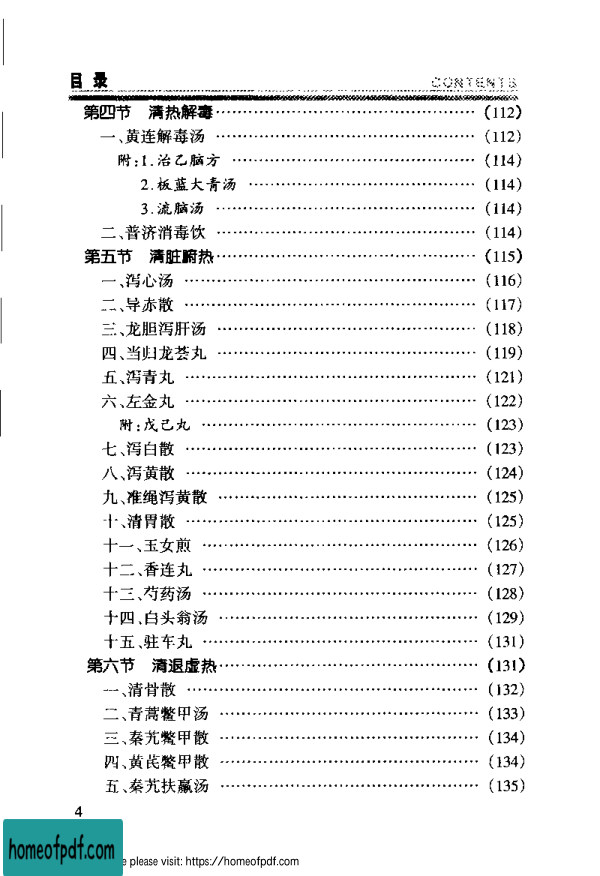 目 录 CONTENTS
第四节 清热解毒……………………………………(112)
一、黄连解毒汤……………………………………(112)
附:1.治乙脑方……………………………………(114)
2.板蓝大青汤……………………………………(114)
3.流脑汤……………………………………(114)
二、普济消毒饮……………………………………(114)
第五节 清脏腑热……………………………………(115)
一、泻心汤……………………………………(116)
二、导赤散……………………………………(117)
三、龙胆泻肝汤……………………………………(118)
四、当归龙荟丸……………………………………(119)
五、泻青丸……………………………………(121)
六、左金丸……………………………………(122)
附:戊己丸……………………………………(123)
七、泻白散……………………………………(123)
八、泻黄散……………………………………(124)
九、准绳泻黄散……………………………………(125)
十、清胃散……………………………………(125)
十一、玉女煎……………………………………(126)
十二、香连丸……………………………………(127)
十三、芍药汤……………………………………(128)
十四、白头翁汤……………………………………(129)
十五、驻车丸……………………………………(131)
第六节 清退虚热……………………………………(131)
一、清骨散……………………………………(132)
二、青蒿鳖甲汤……………………………………(133)
三、秦艽鳖甲散……………………………………(134)
四、黄芪鳖甲散……………………………………(134)
五、秦艽扶羸汤……………………………………(135)
4
homeofpdf.com
e please visit: https://homeofpdf.com